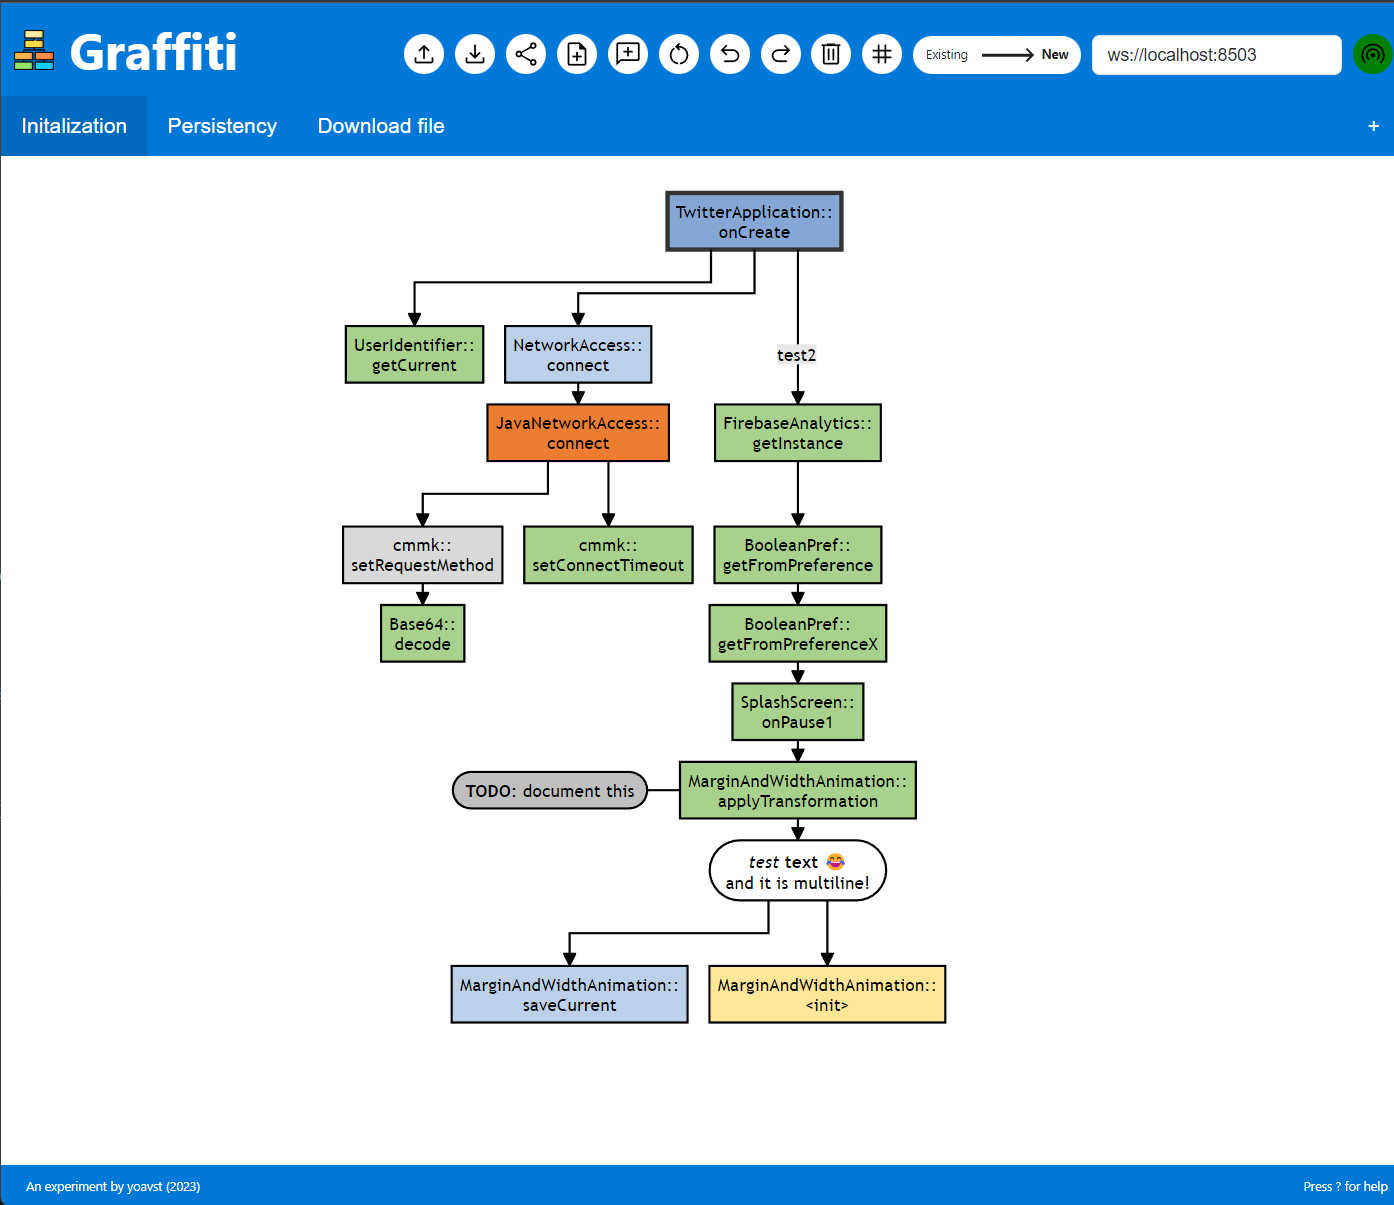 Graffiti
Existing
New
ws://localhost:8503
Initalization
Persistency
Download file
+
TwitterApplication::
onCreate
UserIdentifier::
getCurrent
NetworkAccess::
connect
test2
JavaNetworkAccess::
connect
FirebaseAnalytics::
getInstance
cmmk::
setRequestMethod
cmmk::
setConnectTimeout
BooleanPref::
getFromPreference
Base64::
decode
BooleanPref::
getFromPreferenceX
SplashScreen::
onPause1
TODO: document this
MarginAndWidthAnimation::
applyTransformation
test text 😂
and it is multiline!
MarginAndWidthAnimation::
saveCurrent
MarginAndWidthAnimation::
<init>
An experiment by yoavst (2023)
Press ? for help